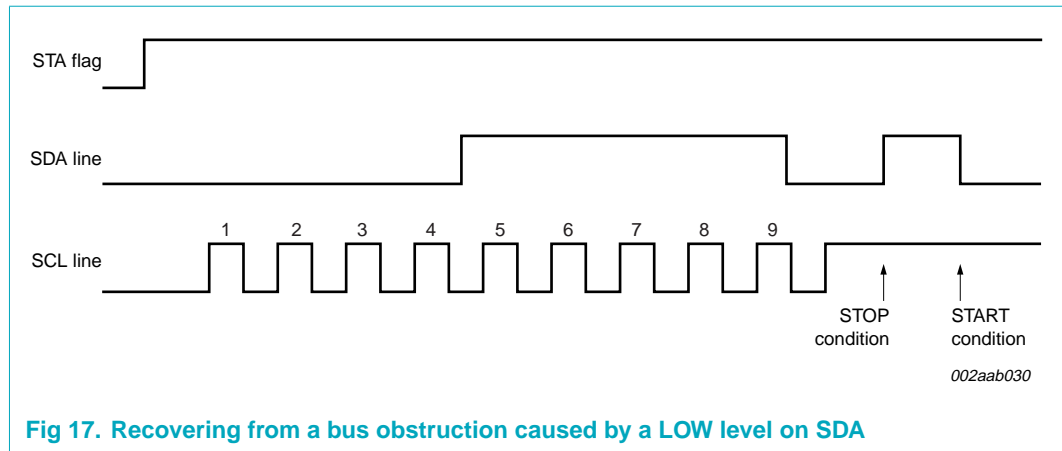 STA flag
SDA line
1 2 3 4 5 6 7 8 9
SCL line
STOP
condition
START
condition
002aab030
Fig 17. Recovering from a bus obstruction caused by a LOW level on SDA